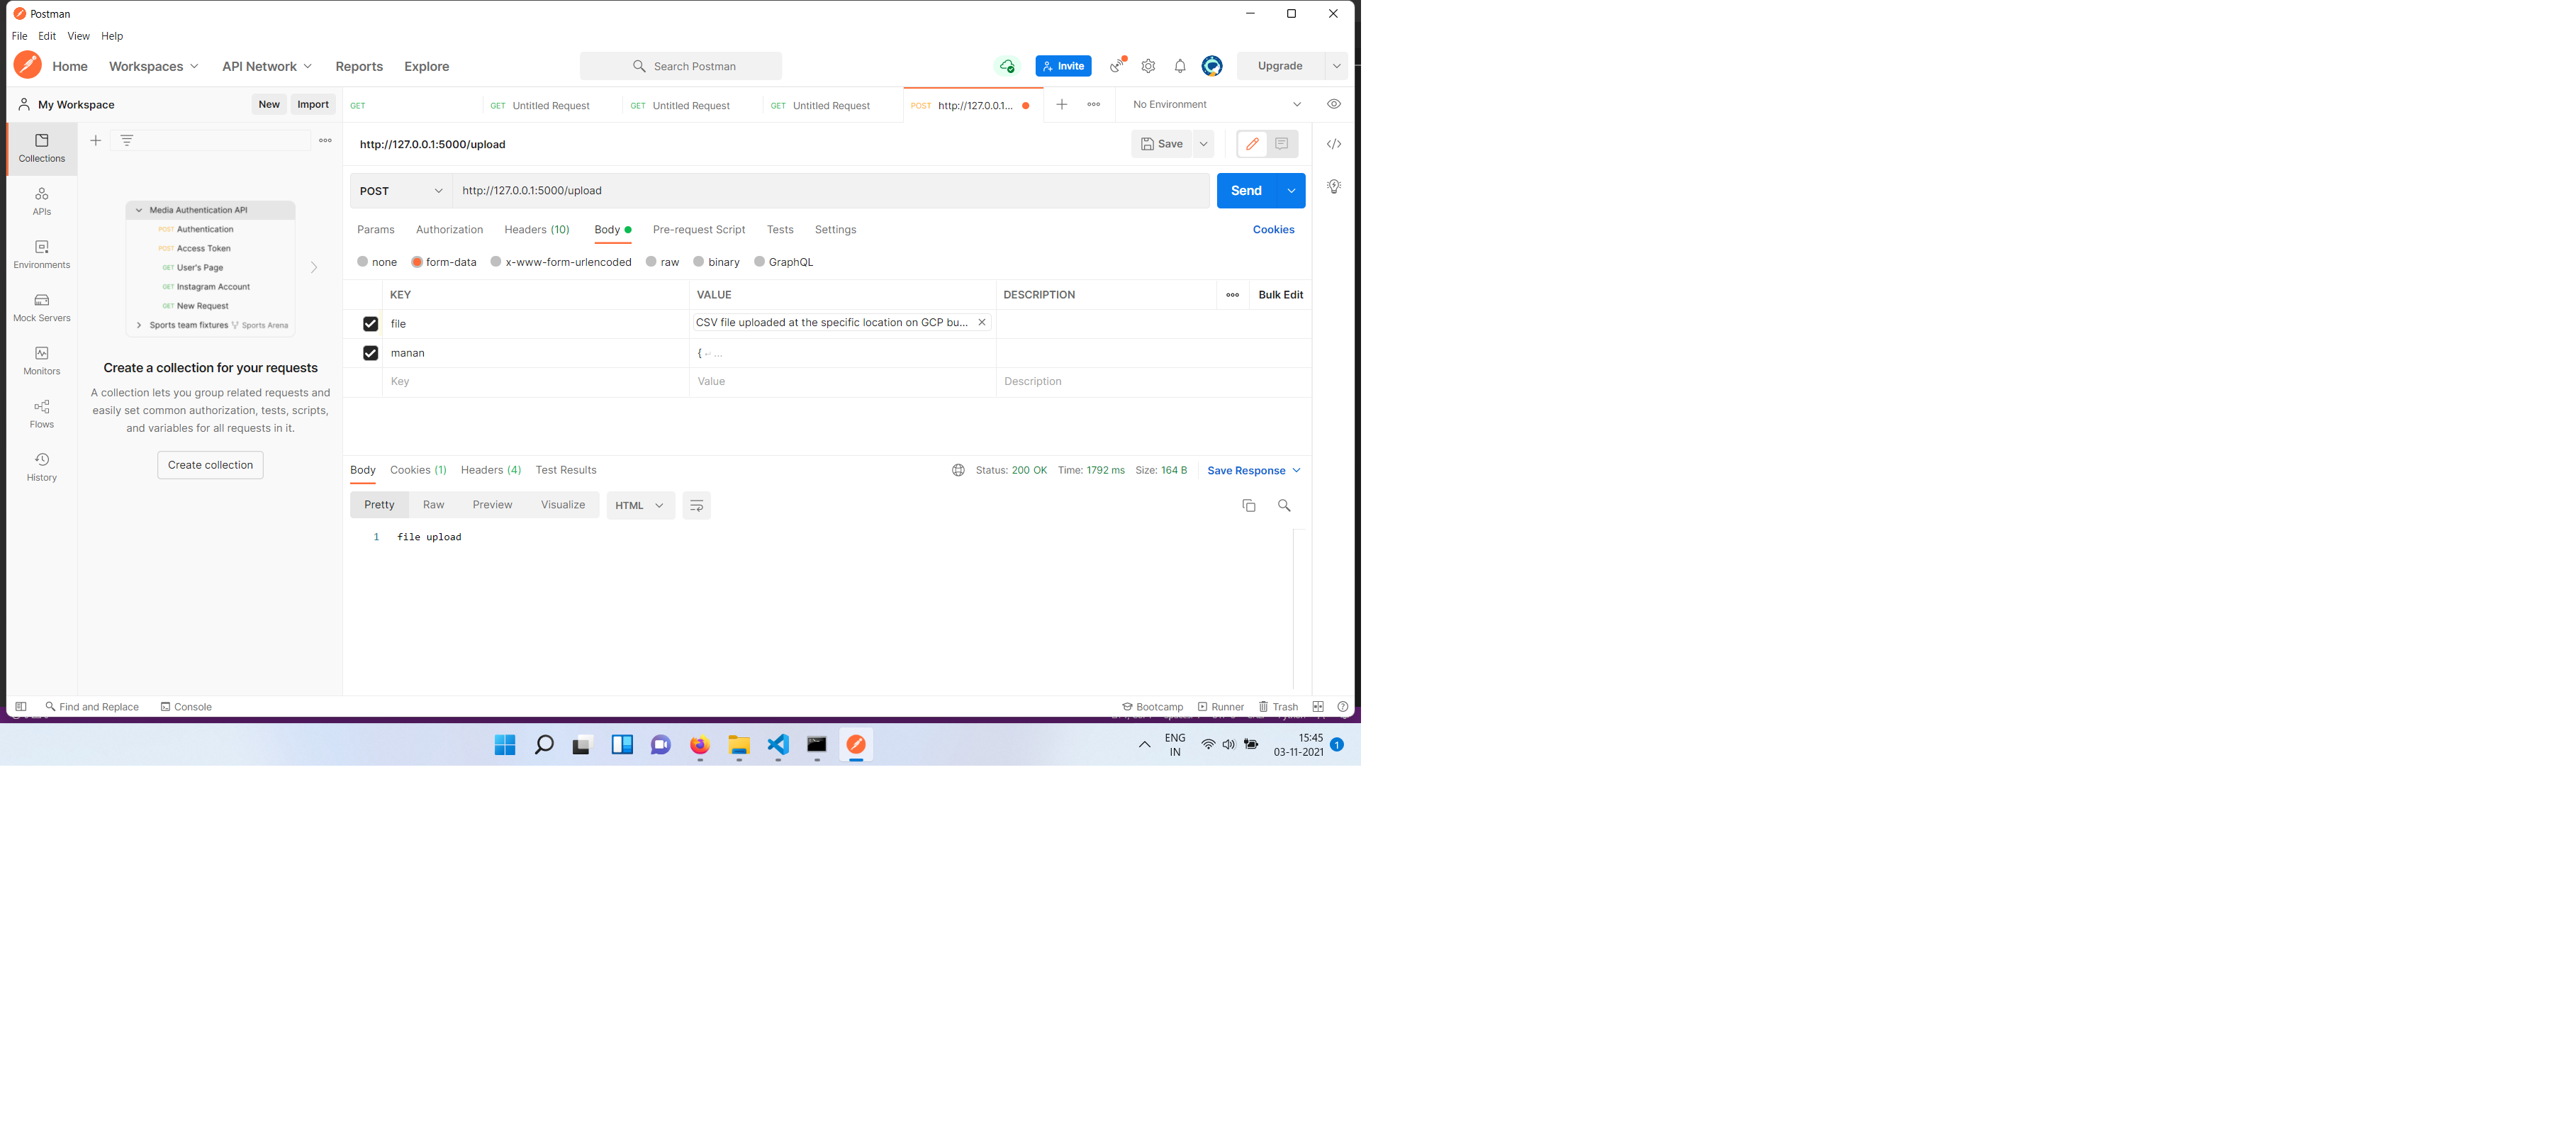 Postman
File Edit View Help
Home Workspaces API Network Reports Explore
Search Postman
Invite
Upgrade
My Workspace
New Import
GET
GET Untitled Request
GET Untitled Request
GET Untitled Request
POST http://127.0.0.1...
No Environment
Collections
APIs
Environments
Mock Servers
Monitors
Flows
History
Media Authentication API
POST Authentication
POST Access Token
GET User's Page
GET Instagram Account
GET New Request
Sports team fixtures Sports Arena
Create a collection for your requests
A collection lets you group related requests and
easily set common authorization, tests, scripts,
and variables for all requests in it.
Create collection
http://127.0.0.1:5000/upload
Save
POST http://127.0.0.1:5000/upload
Send
Params Authorization Headers (10) Body Pre-request Script Tests Settings
Cookies
none form-data x-www-form-urlencoded raw binary GraphQL
KEY VALUE DESCRIPTION
Bulk Edit
file CSV file uploaded at the specific location on GCP bu...
manan { ↵ ...
Key Value Description
Body Cookies (1) Headers (4) Test Results
Status: 200 OK Time: 1792 ms Size: 164 B Save Response
Pretty Raw Preview Visualize HTML
1 file upload
Find and Replace Console
Bootcamp Runner Trash
ENG
IN
15:45
03-11-2021
1